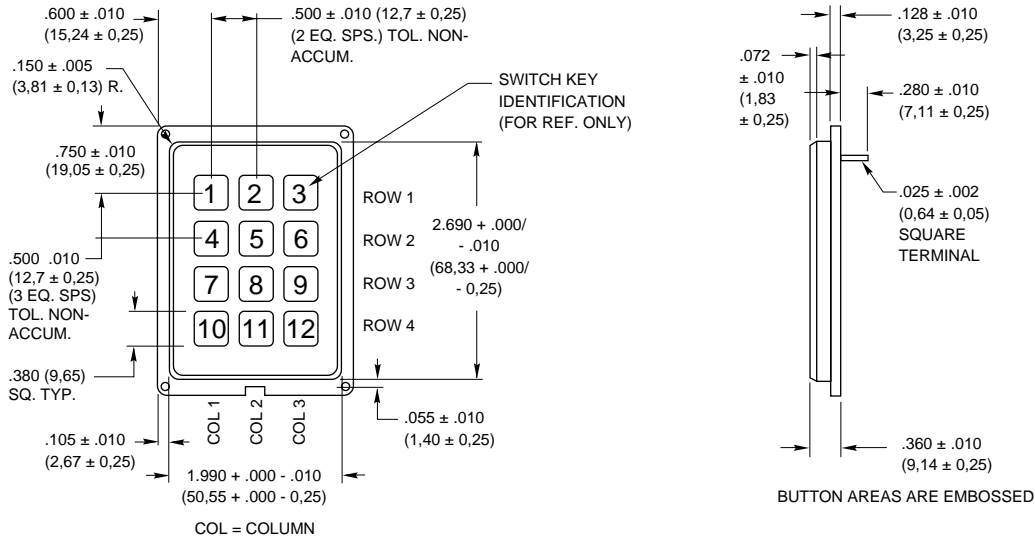 .600 ± .010
(15,24 ± 0,25)
.500 ± .010 (12,7 ± 0,25)
(2 EQ. SPS.) TOL. NON-
ACCUM.
.150 ± .005
(3,81 ± 0,13) R.
SWITCH KEY
IDENTIFICATION
(FOR REF. ONLY)
.750 ± .010
(19,05 ± 0,25)
1 2 3
ROW 1
4 5 6
ROW 2
7 8 9
ROW 3
10 11 12
ROW 4
2.690 + .000/
- .010
(68,33 + .000/
- 0,25)
.500 .010
(12,7 ± 0,25)
(3 EQ. SPS)
TOL. NON-
ACCUM.
.380 (9,65)
SQ. TYP.
COL 1
COL 2
COL 3
.055 ± .010
(1,40 ± 0,25)
.105 ± .010
(2,67 ± 0,25)
1.990 + .000 - .010
(50,55 + .000 - 0,25)
COL = COLUMN
.128 ± .010
(3,25 ± 0,25)
.072
± .010
(1,83
± 0,25)
.280 ± .010
(7,11 ± 0,25)
.025 ± .002
(0,64 ± 0,05)
SQUARE
TERMINAL
.360 ± .010
(9,14 ± 0,25)
BUTTON AREAS ARE EMBOSSED